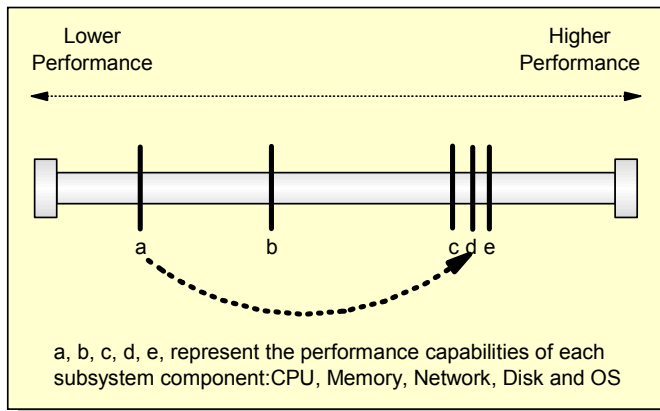 Lower
Performance
Higher
Performance
a
b
c
d
e
a, b, c, d, e, represent the performance capabilities of each
subsystem component:CPU, Memory, Network, Disk and OS